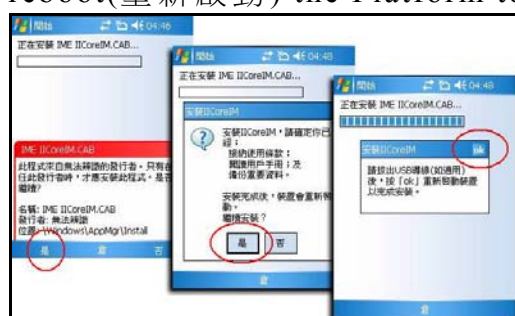 reboot(重新啟動) the Platform to
開始 04:46
正在安裝 IME IICoreIM.CAB...
IME IICoreIM.CAB
此程式來自無法辨識的發行者。只有在
任此發行者時，才應安裝此程式。是否
繼續?
名稱: IME IICoreIM.CAB
發行者: 無法辨識
位置: \Windows\AppMgr\Install
是 否
開始 04:48
正在安裝 IME IICoreIM.CAB...
安裝IICoreIM
安裝IICoreIM，請確定你已
經：
接納使用條款；
閱讀用戶手冊；及
備份重要資料。
安裝完成後，裝置會重新啟
動。
繼續安裝？
是 否
開始 04:48
正在安裝 IME IICoreIM.CAB...
安裝IICoreIM ok
請拔出USB導線(如適用)
後，按「ok」重新啟動裝置
以完成安裝。